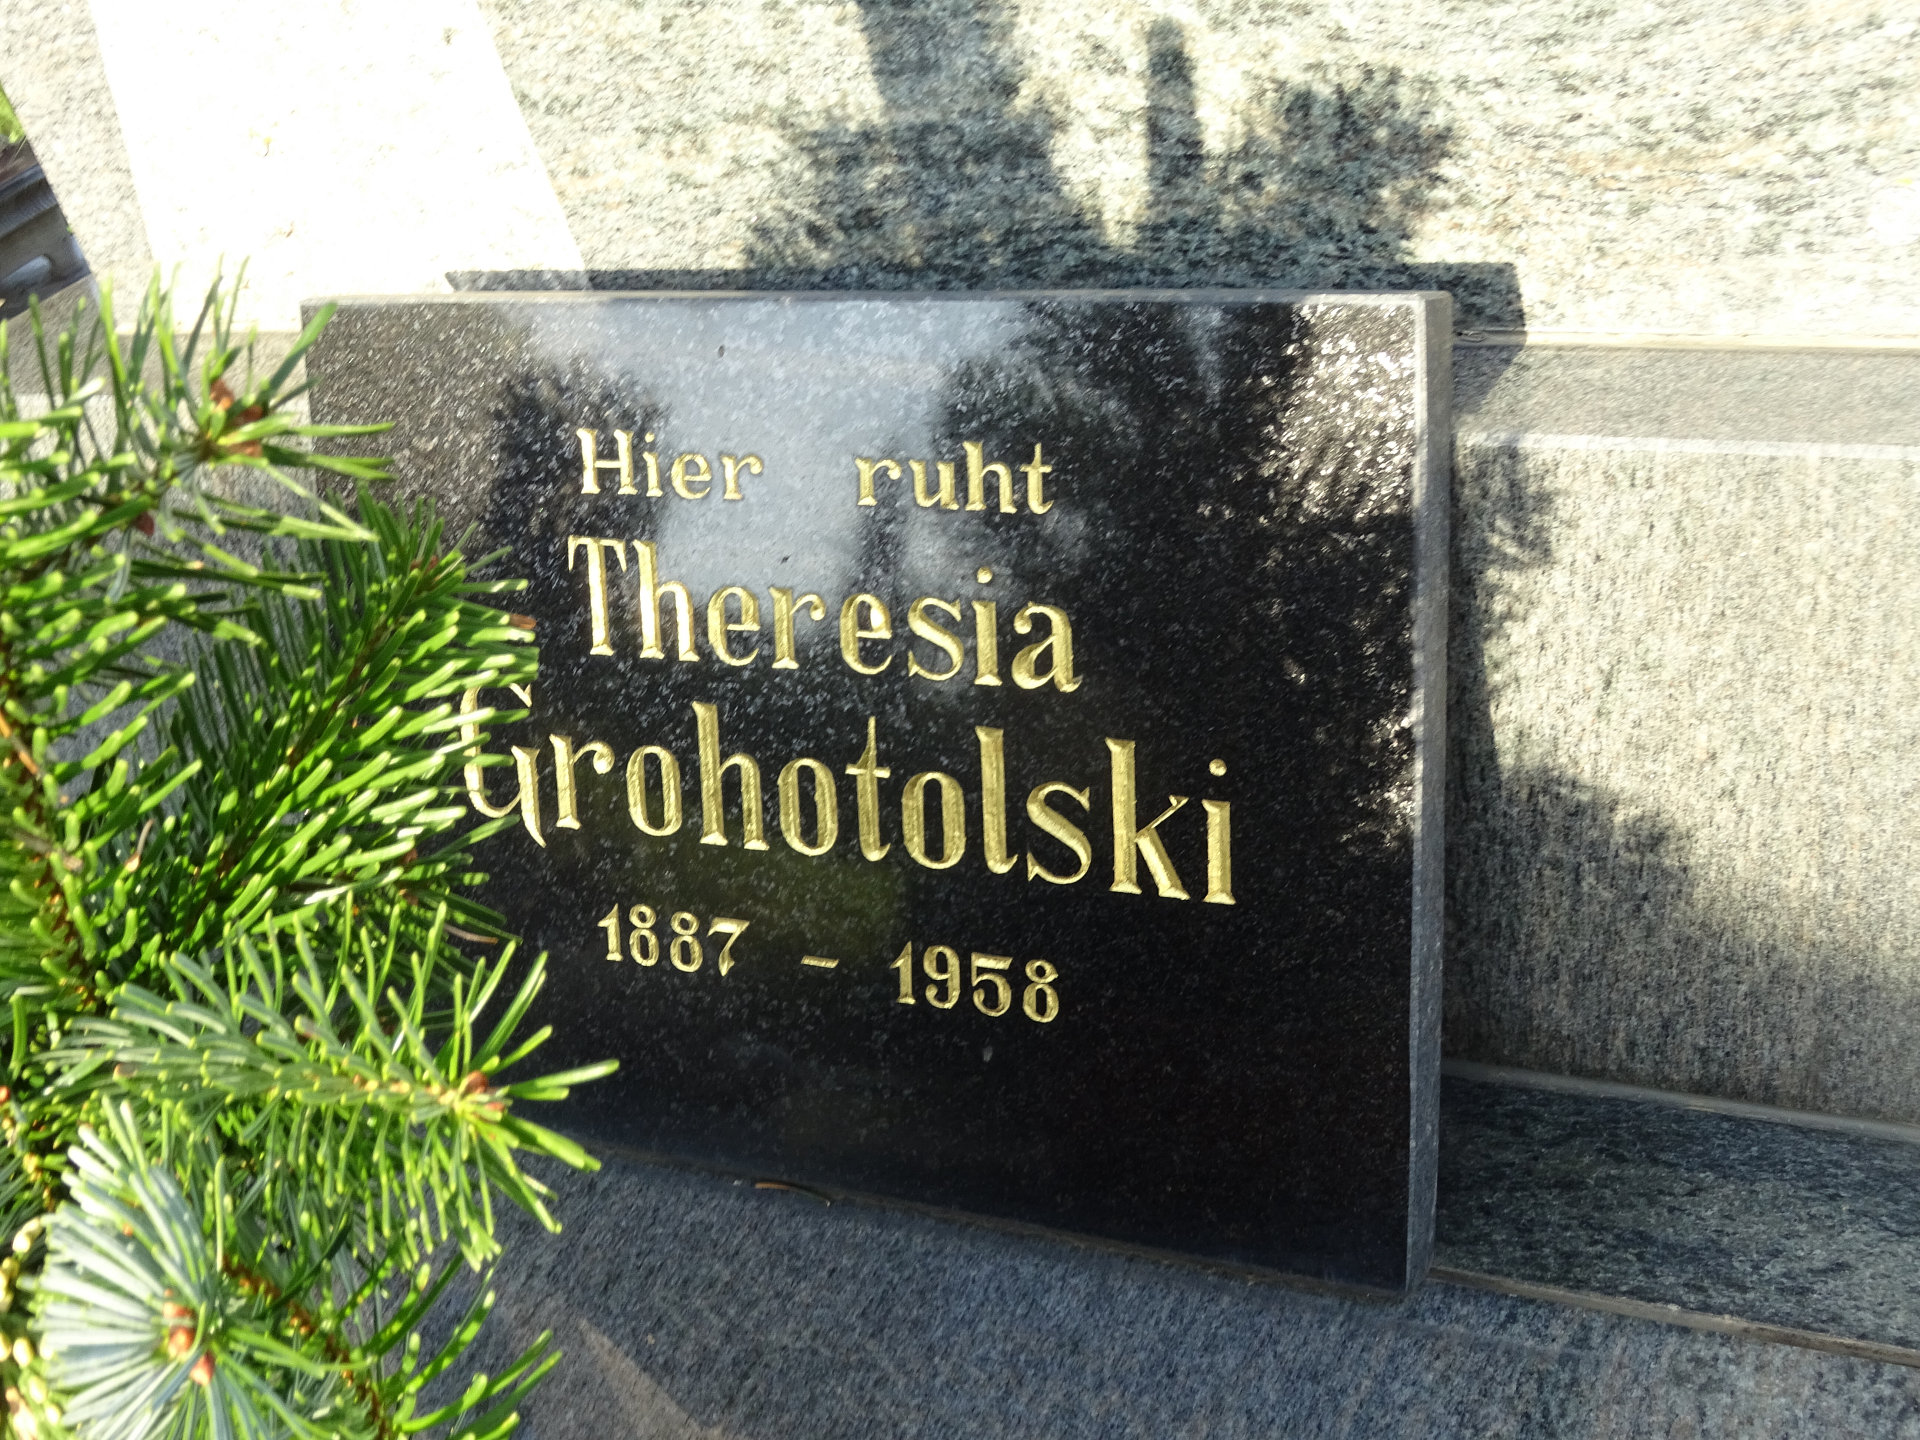 Hier ruht
Theresia
Grohotolski
1887 – 1958